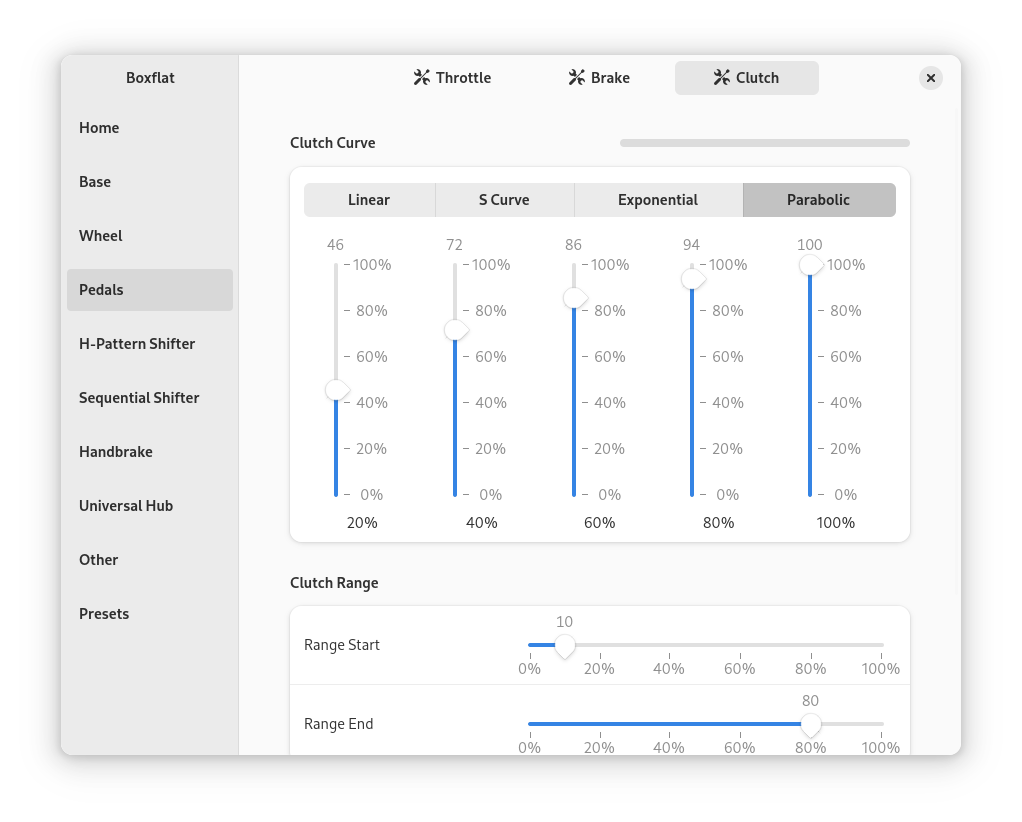 Boxflat
Throttle Brake Clutch
Home
Base
Wheel
Pedals
H-Pattern Shifter
Sequential Shifter
Handbrake
Universal Hub
Other
Presets
Clutch Curve
Linear S Curve Exponential Parabolic
46 72 86 94 100
100% 100% 100% 100% 100%
80% 80% 80% 80% 80%
60% 60% 60% 60% 60%
40% 40% 40% 40% 40%
20% 20% 20% 20% 20%
0% 0% 0% 0% 0%
20% 40% 60% 80% 100%
Clutch Range
10
Range Start
0% 20% 40% 60% 80% 100%
80
Range End
0% 20% 40% 60% 80% 100%